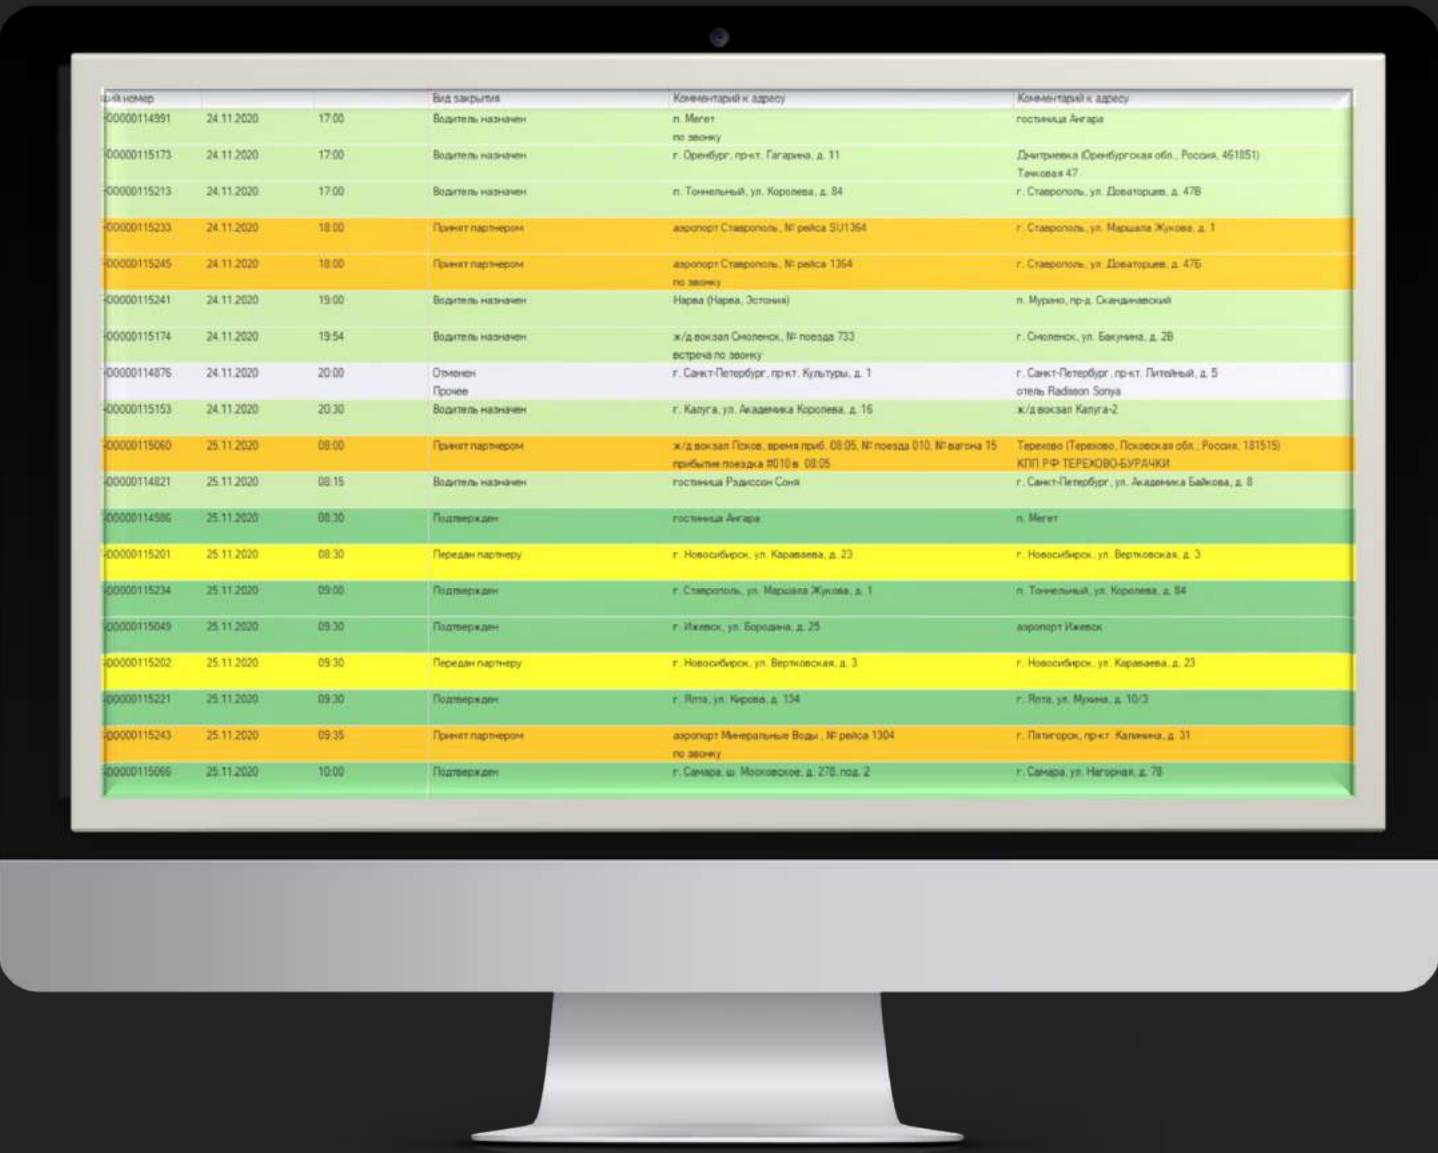 щий номер Вид закрытия Комментарий к адресу Комментарий к адресу
-00000114991 24.11.2020 17:00 Водитель назначен п. Мегет гостиница Ангара
по звонку
-00000115173 24.11.2020 17:00 Водитель назначен г. Оренбург, пр-кт. Гагарина, д. 11 Дмитриевка (Оренбургская обл., Россия, 461851)
Тачковая 47
-00000115213 24.11.2020 17:00 Водитель назначен п. Тоннельный, ул. Королева, д. 84 г. Ставрополь, ул. Доваторцев, д. 47В
-00000115233 24.11.2020 18:00 Принят партнером аэропорт Ставрополь, № рейса SU1364 г. Ставрополь, ул. Маршала Жукова, д. 1
-00000115245 24.11.2020 18:00 Принят партнером аэропорт Ставрополь, № рейса 1364 г. Ставрополь, ул. Доваторцев, д. 47Б
по звонку
-00000115241 24.11.2020 19:00 Водитель назначен Нарва (Нарва, Эстония) п. Мурино, пр-д. Скандинавский
-00000115174 24.11.2020 19:54 Водитель назначен ж/д вокзал Смоленск, № поезда 733 г. Смоленск, ул. Бакунина, д. 2В
встреча по звонку
-00000114876 24.11.2020 20:00 Отменен г. Санкт-Петербург, пр-кт. Культуры, д. 1 г. Санкт-Петербург, пр-кт. Литейный, д. 5
Прочее отель Radisson Sonya
-00000115153 24.11.2020 20:30 Водитель назначен г. Калуга, ул. Академика Королева, д. 16 ж/д вокзал Калуга-2
-00000115060 25.11.2020 08:00 Принят партнером ж/д вокзал Псков, время приб. 08:05, № поезда 010, № вагона 15 Терехово (Терехово, Псковская обл., Россия, 181515)
прибытие поездка #010 в 08:05 КПП РФ ТЕРЕХОВО-БУРАЧКИ
-00000114821 25.11.2020 08:15 Водитель назначен гостиница Рэдиссон Соня г. Санкт-Петербург, ул. Академика Байкова, д. 8
-00000114986 25.11.2020 08:30 Подтвержден гостиница Ангара п. Мегет
-00000115201 25.11.2020 08:30 Передан партнеру г. Новосибирск, ул. Караваева, д. 23 г. Новосибирск, ул. Вертковская, д. 3
-00000115234 25.11.2020 09:00 Подтвержден г. Ставрополь, ул. Маршала Жукова, д. 1 п. Тоннельный, ул. Королева, д. 84
-00000115049 25.11.2020 09:30 Подтвержден г. Ижевск, ул. Бородина, д. 25 аэропорт Ижевск
-00000115202 25.11.2020 09:30 Передан партнеру г. Новосибирск, ул. Вертковская, д. 3 г. Новосибирск, ул. Караваева, д. 23
-00000115221 25.11.2020 09:30 Подтвержден г. Ялта, ул. Кирова, д. 134 г. Ялта, ул. Мухина, д. 10/3
-00000115243 25.11.2020 09:35 Принят партнером аэропорт Минеральные Воды , № рейса 1304 г. Пятигорск, пр-кт. Калинина, д. 31
по звонку
-00000115066 25.11.2020 10:00 Подтвержден г. Самара, ш. Московское, д. 27В, под. 2 г. Самара, ул. Нагорная, д. 78